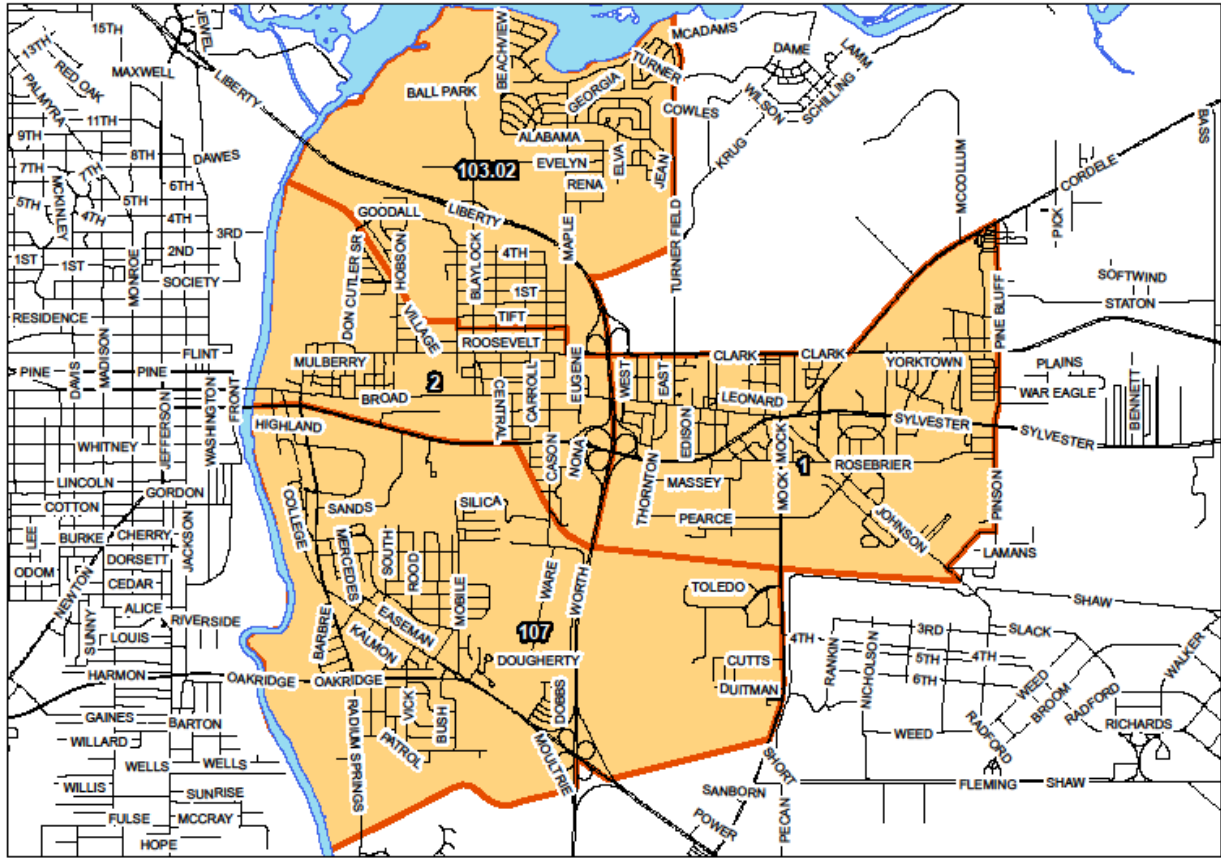 15TH
JEWEL
MCADAMS
13TH
RED OAK
MAXWELL
LIBERTY
BEACHVIEW
TURNER
DAME
LAMM
PALMYRA
BALL PARK
GEORGIA
WILSON
SCHILLING
11TH
COWLES
BASS
9TH
ALABAMA
KRUG
7TH
8TH
DAWES
EVELYN
ELVA
JEAN
MCCOLLUM
CORDELE
7TH
103.02
5TH
MCKINLEY
6TH
RENA
4TH
5TH
4TH
GOODALL
LIBERTY
MAPLE
TURNER FIELD
PICK
3RD
1ST
1ST
MONROE
2ND
DON CUTLER SR
HOBSON
BLAYLOCK
4TH
SOCIETY
1ST
SOFTWIND
STATON
RESIDENCE
VILLAGE
TIFT
PINE BLUFF
ROOSEVELT
MADISON
FLINT
MULBERRY
CLARK
CLARK
YORKTOWN
PLAINS
PINE
DAVIS
PINE
2
CENTRAL
CARROLL
EUGENE
WEST
EAST
WAR EAGLE
BENNETT
BROAD
LEONARD
JEFFERSON
WASHINGTON
FRONT
HIGHLAND
SYLVESTER
SYLVESTER
WHITNEY
EDISON
MOCK
CASON
NONA
1
ROSEBRIER
LINCOLN
GORDON
THORNTON
MASSEY
MOCK
COTTON
COLLEGE
SANDS
SILICA
PEARCE
JOHNSON
PINSON
LEE
BURKE
CHERRY
JACKSON
MERCEDES
SOUTH
ROOD
LAMANS
DORSETT
ODOM
CEDAR
MOBILE
WARE
WORTH
TOLEDO
NEWTON
ALICE
SHAW
SUNNY
RIVERSIDE
EASEMAN
LOUIS
BARBRE
KALMON
107
4TH
3RD
SLACK
RANKIN
NICHOLSON
5TH
4TH
WALKER
DOUGHERTY
CUTTS
6TH
WEED
HARMON
OAKRIDGE
OAKRIDGE
DUITMAN
BROOM
RADFORD
GAINES
BARTON
RADIUM SPRINGS
VICK
BUSH
DOBBS
RADFORD
RICHARDS
WILLARD
PATROL
MOULTRIE
WEED
WELLS
WELLS
SHORT
WILLIS
SUNRISE
SANBORN
FLEMING
SHAW
FULSE
MCCRAY
POWER
PECAN
HOPE